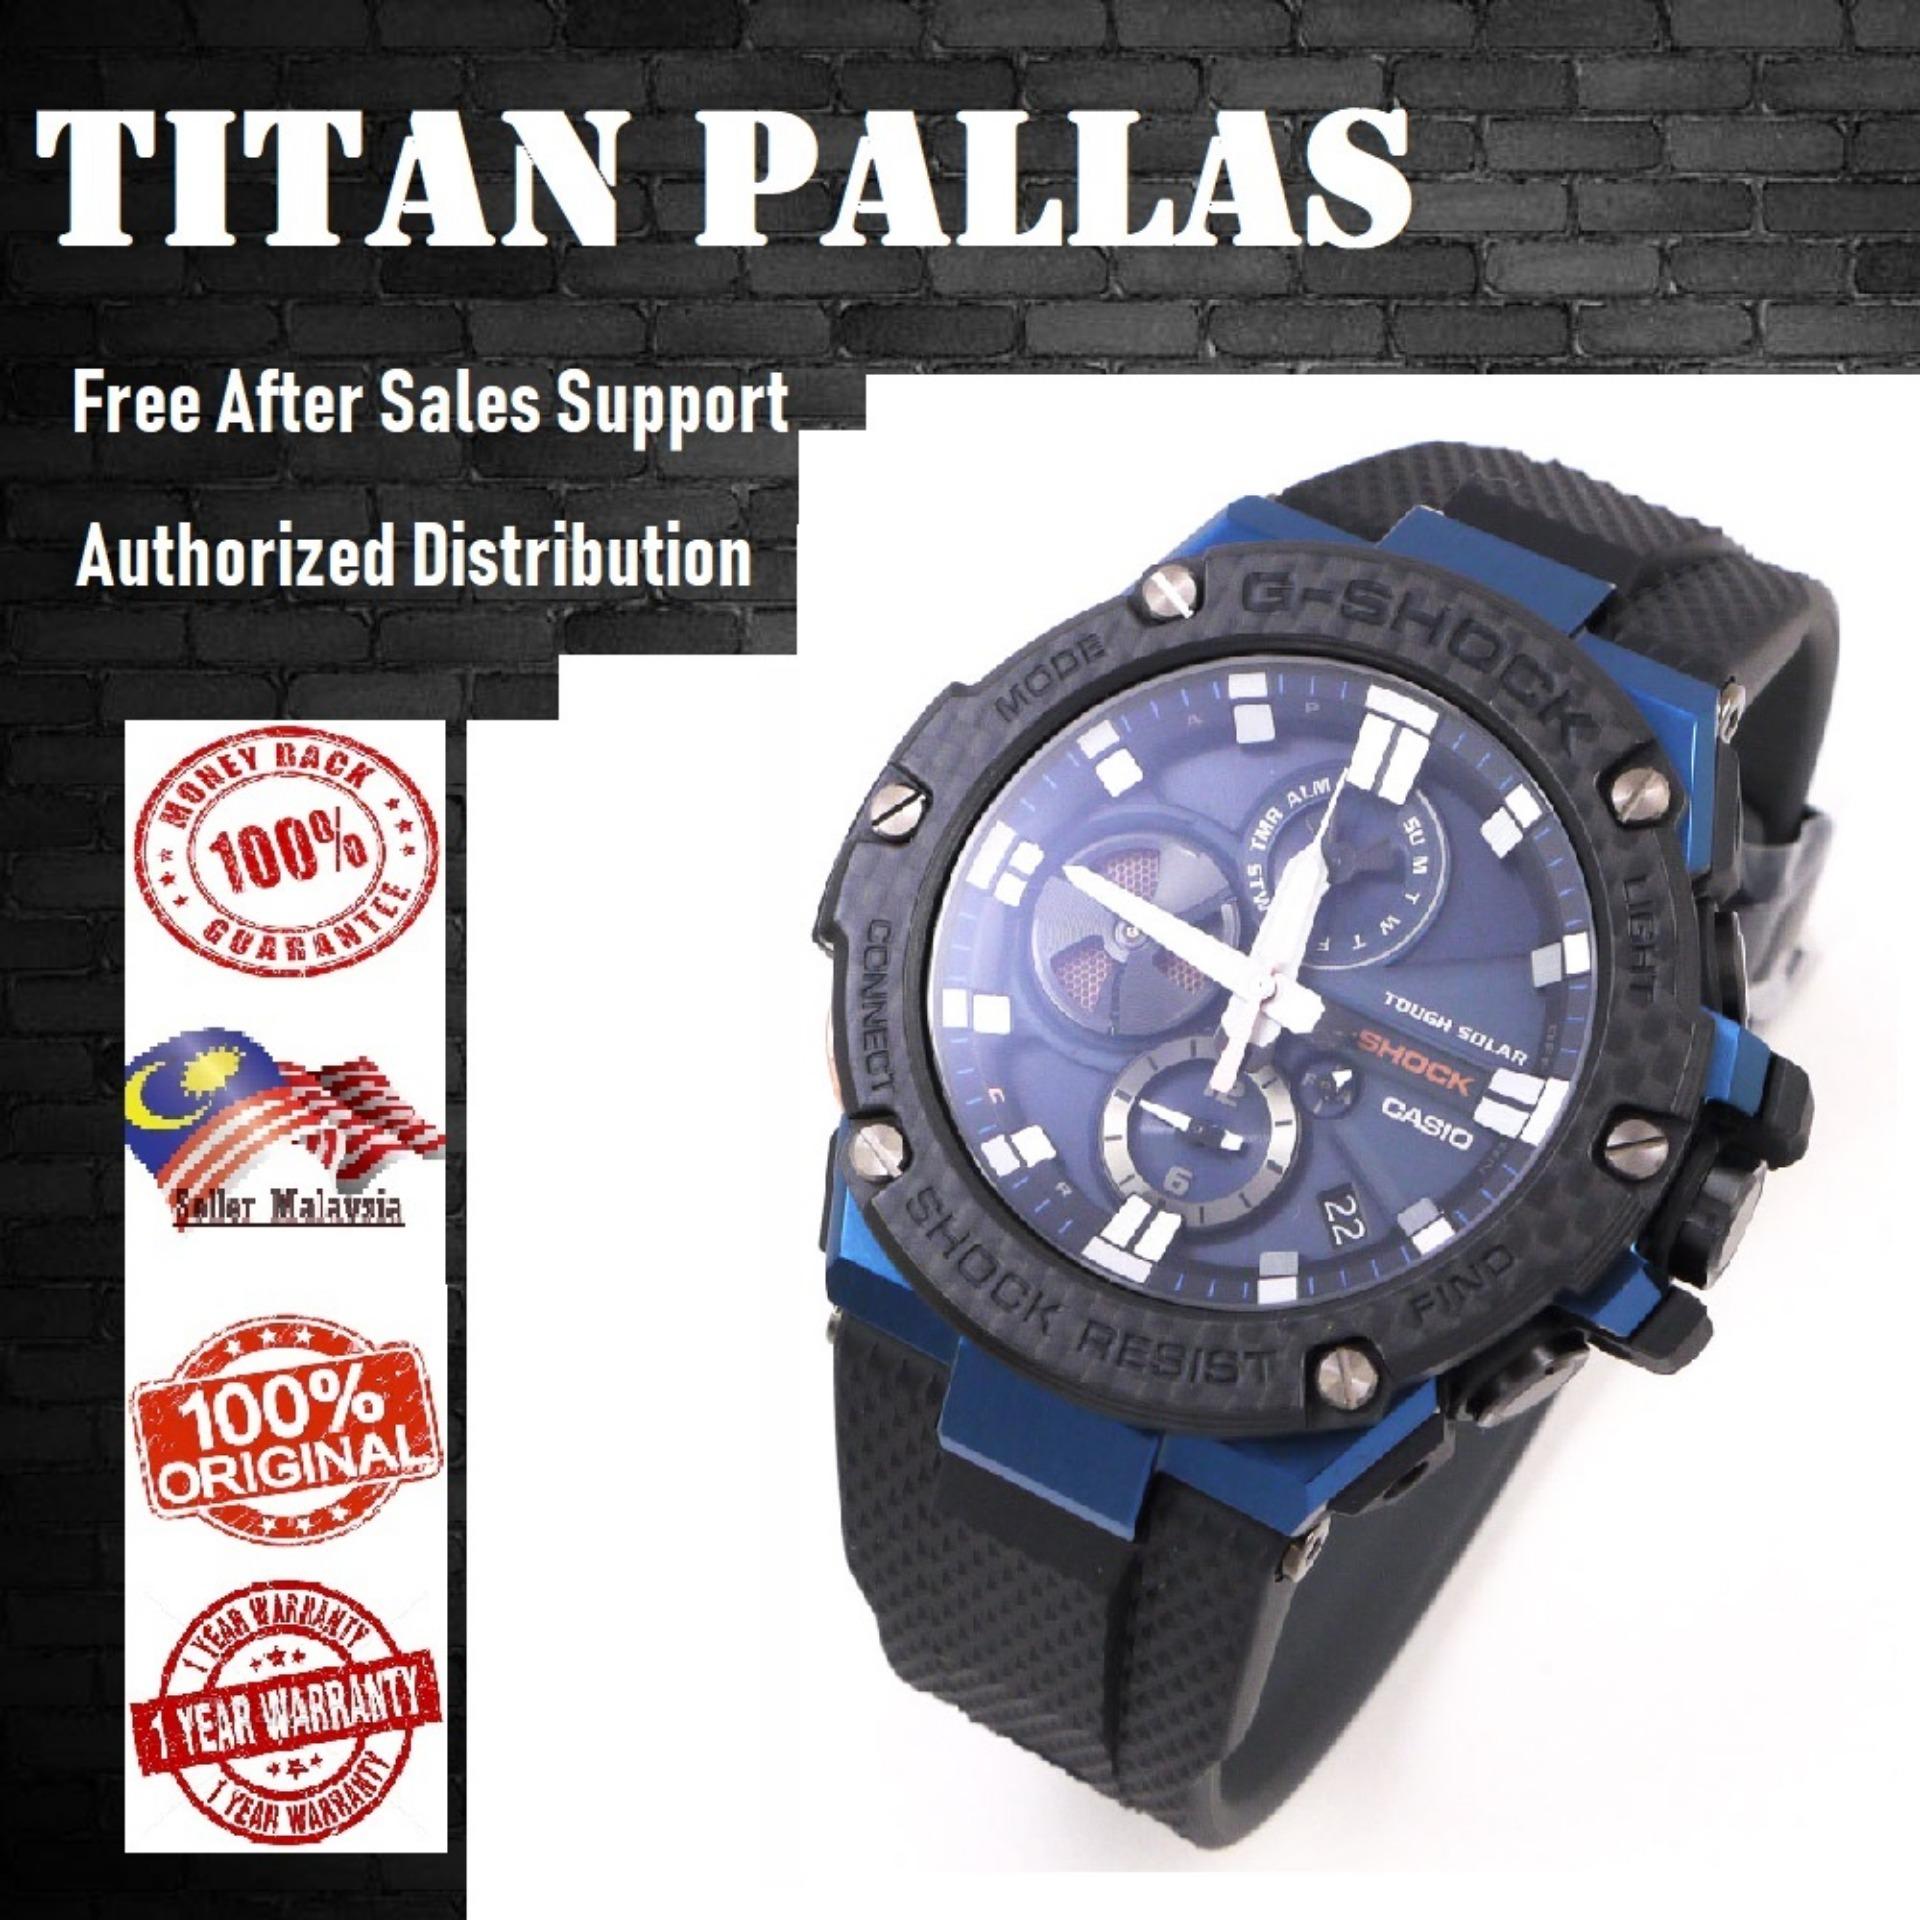 TITAN PALLAS
Free After Sales Support
Authorized Distribution
MONEY BACK
100%
GUARANTEE
Seller Malaysia
100%
ORIGINAL
1 YEAR WARRANTY
1 YEAR WARRANTY
1 YEAR WARRANTY
G-SHOCK
MODE
LIGHT
CONNECT
SHOCK RESIST
FIND
A P
STW TMR ALM
SU M T W T F
TOUGH SOLAR
SHOCK
CASIO
12
6
22